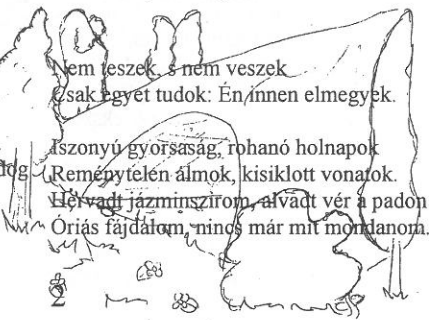 Nem teszek, s nem veszek
Csak egyet tudok: Én innen elmegyek.
Iszonyú gyorsaság, rohanó holnapok
dog Reménytelen álmok, kisiklott vonatok.
Hervadt jázminszirom, alvadt vér a padon
Óriás fájdalom, nincs már mit mondanom.
2